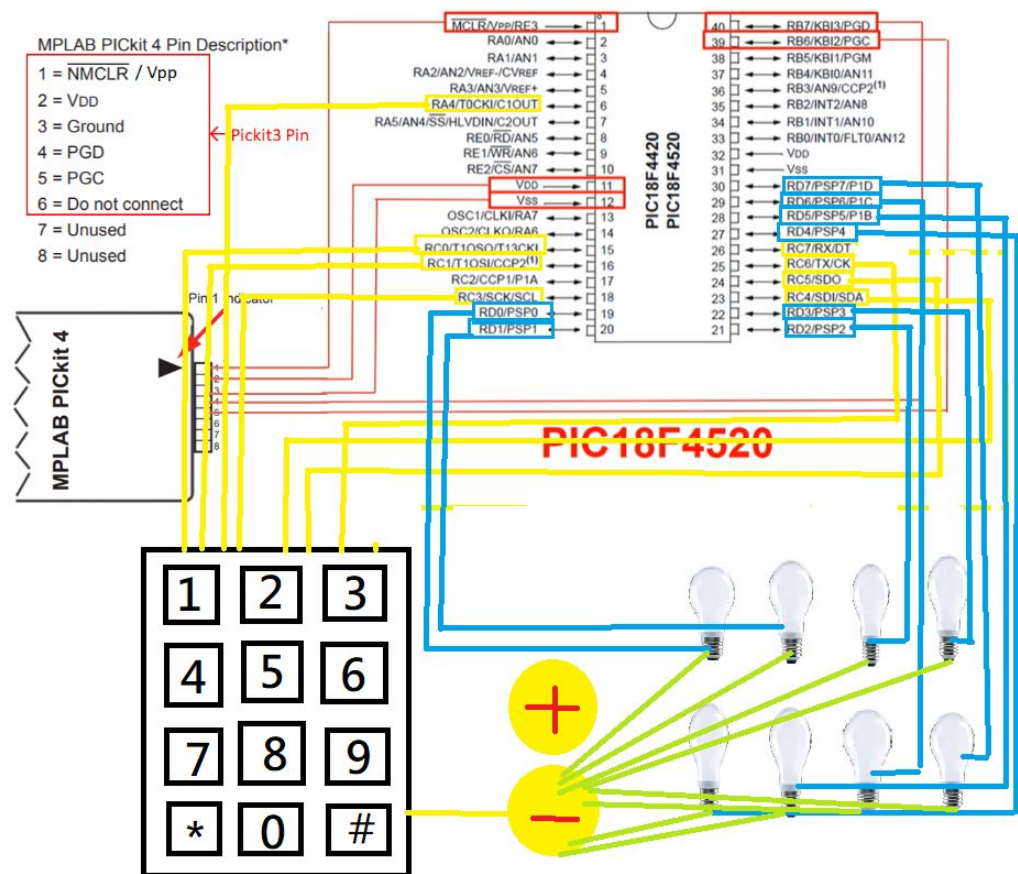 MPLAB PICkit 4 Pin Description*
1 = NMCLR / Vpp
2 = VDD
3 = Ground
4 = PGD
5 = PGC
6 = Do not connect
7 = Unused
8 = Unused
← Pickit3 Pin
MCLR/VPP/RE3 1
RA0/AN0 2
RA1/AN1 3
RA2/AN2/VREF-/CVREF 4
RA3/AN3/VREF+ 5
RA4/T0CKI/C1OUT 6
RA5/AN4/SS/HLVDIN/C2OUT 7
RE0/RD/AN5 8
RE1/WR/AN6 9
RE2/CS/AN7 10
VDD 11
VSS 12
OSC1/CLKI/RA7 13
OSC2/CLKO/RA6 14
RC0/T1OSO/T13CKI 15
RC1/T1OSI/CCP2(1) 16
RC2/CCP1/P1A 17
RC3/SCK/SCL 18
RD0/PSP0 19
RD1/PSP1 20
PIC18F4420
PIC18F4520
40 RB7/KBI3/PGD
39 RB6/KBI2/PGC
38 RB5/KBI1/PGM
37 RB4/KBI0/AN11
36 RB3/AN9/CCP2(1)
35 RB2/INT2/AN8
34 RB1/INT1/AN10
33 RB0/INT0/FLT0/AN12
32 VDD
31 VSS
30 RD7/PSP7/P1D
29 RD6/PSP6/P1C
28 RD5/PSP5/P1B
27 RD4/PSP4
26 RC7/RX/DT
25 RC6/TX/CK
24 RC5/SDO
23 RC4/SDI/SDA
22 RD3/PSP3
21 RD2/PSP2
Pin 1 Indicator
MPLAB PICkit 4
1
2
3
4
5
6
7
8
PIC18F4520
1 2 3
4 5 6
7 8 9
* 0 #
+
−